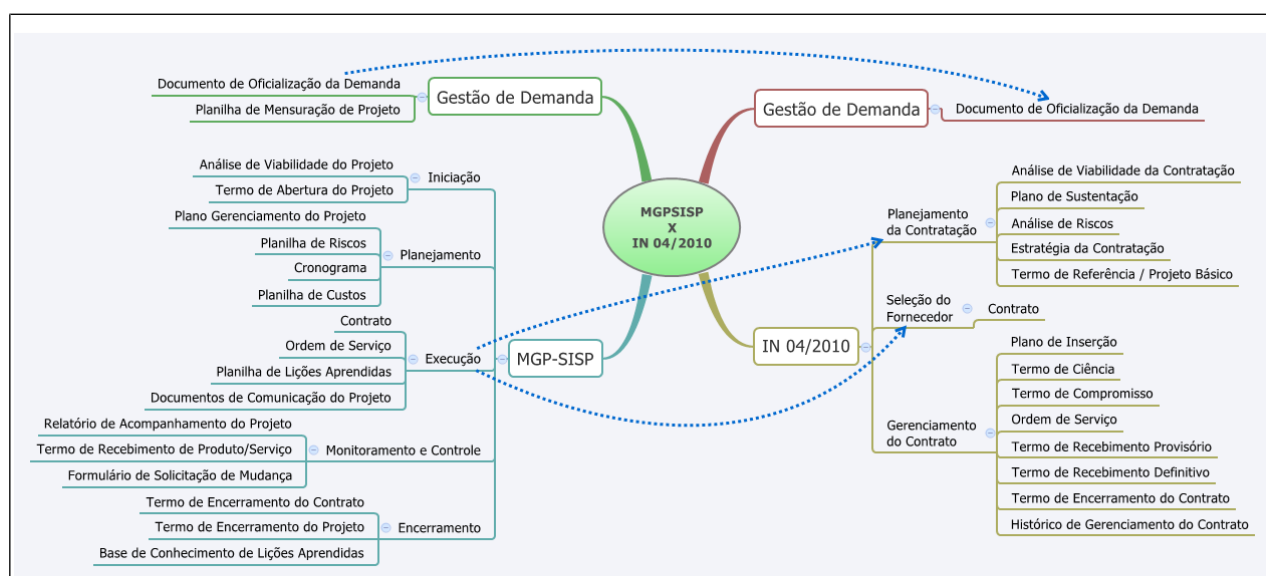 Documento de Oficialização da Demanda
Planilha de Mensuração de Projeto
Gestão de Demanda
Gestão de Demanda
Documento de Oficialização da Demanda
MGPSISP
X
IN 04/2010
Análise de Viabilidade do Projeto
Termo de Abertura do Projeto
Iniciação
Plano Gerenciamento do Projeto
Planilha de Riscos
Cronograma
Planilha de Custos
Planejamento
Contrato
Ordem de Serviço
Planilha de Lições Aprendidas
Documentos de Comunicação do Projeto
Execução
MGP-SISP
Relatório de Acompanhamento do Projeto
Termo de Recebimento de Produto/Serviço
Formulário de Solicitação de Mudança
Monitoramento e Controle
Termo de Encerramento do Contrato
Termo de Encerramento do Projeto
Base de Conhecimento de Lições Aprendidas
Encerramento
IN 04/2010
Planejamento
da Contratação
Análise de Viabilidade da Contratação
Plano de Sustentação
Análise de Riscos
Estratégia da Contratação
Termo de Referência / Projeto Básico
Seleção do
Fornecedor
Contrato
Gerenciamento
do Contrato
Plano de Inserção
Termo de Ciência
Termo de Compromisso
Ordem de Serviço
Termo de Recebimento Provisório
Termo de Recebimento Definitivo
Termo de Encerramento do Contrato
Histórico de Gerenciamento do Contrato